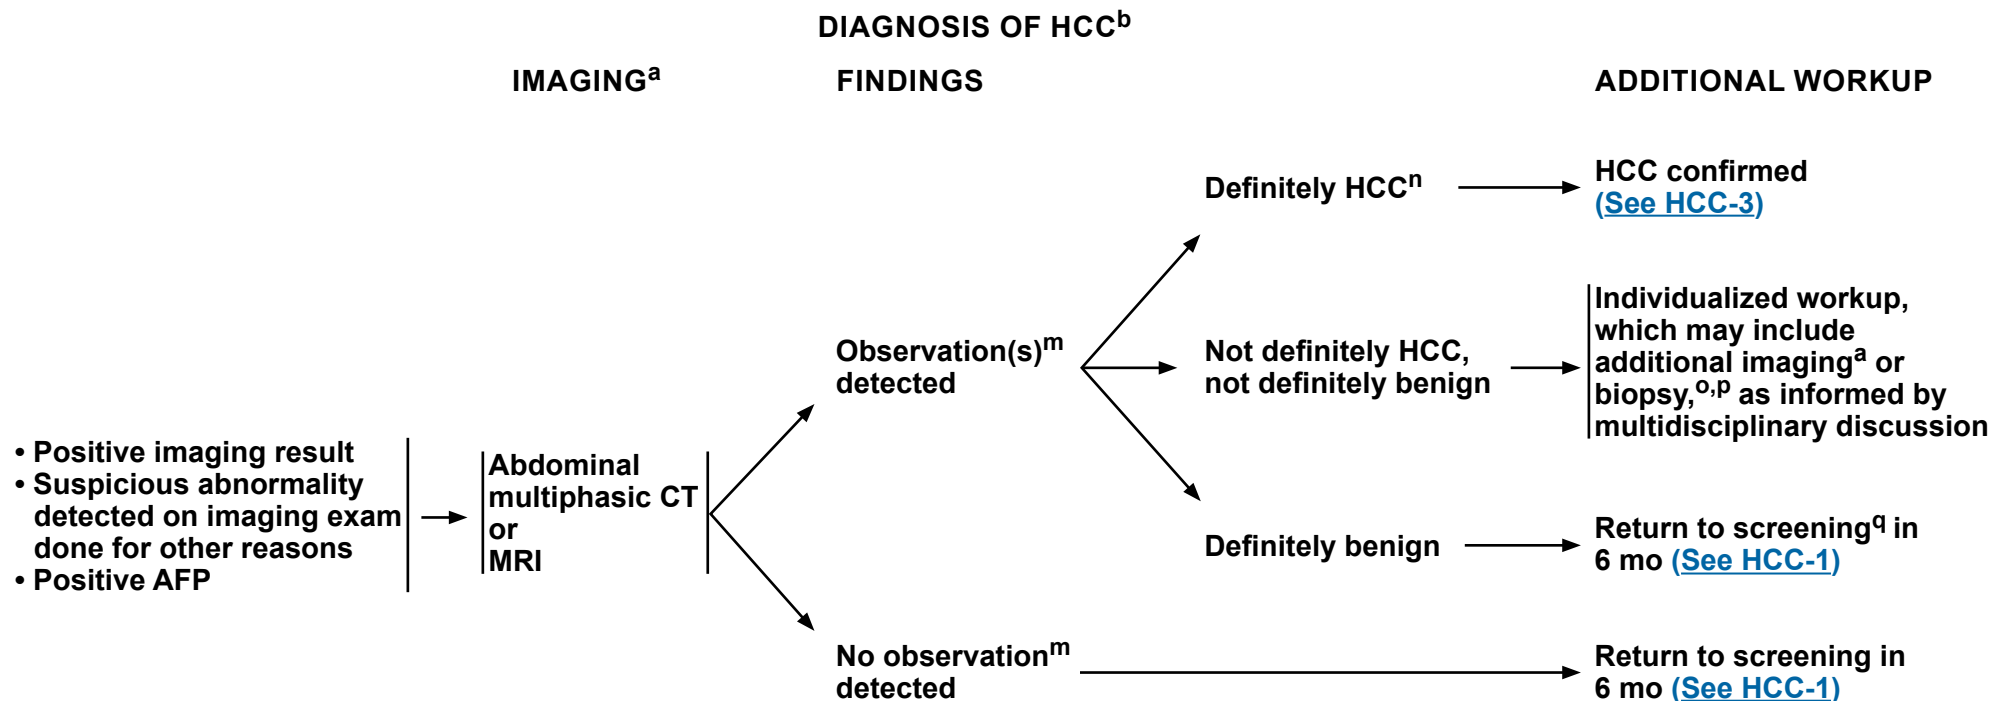 DIAGNOSIS OF HCCb
IMAGINGa
FINDINGS
ADDITIONAL WORKUP
• Positive imaging result
• Suspicious abnormality
detected on imaging exam
done for other reasons
• Positive AFP
Abdominal
multiphasic CT
or
MRI
Observation(s)m
detected
No observationm
detected
Definitely HCCn
Not definitely HCC,
not definitely benign
Definitely benign
HCC confirmed
(See HCC-3)
Individualized workup,
which may include
additional imaginga or
biopsy,o,p as informed by
multidisciplinary discussion
Return to screeningq in
6 mo (See HCC-1)
Return to screening in
6 mo (See HCC-1)